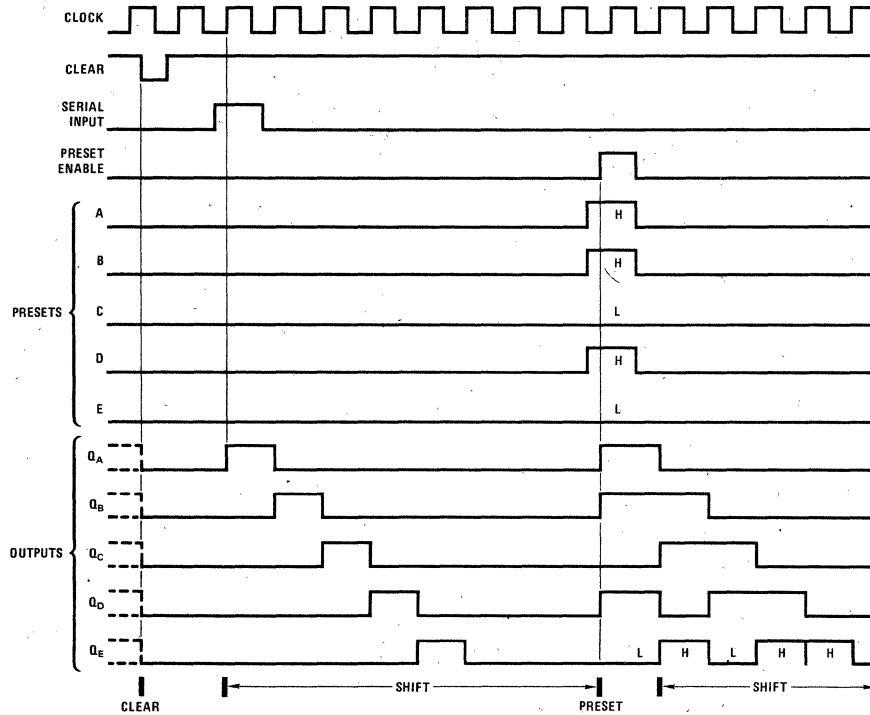 CLOCK
CLEAR
SERIAL
INPUT
PRESET
ENABLE
A
H
B
H
PRESETS
C
L
D
H
E
L
QA
QB
OUTPUTS
QC
QD
QE
L
H
L
H
H
SHIFT
SHIFT
CLEAR
PRESET